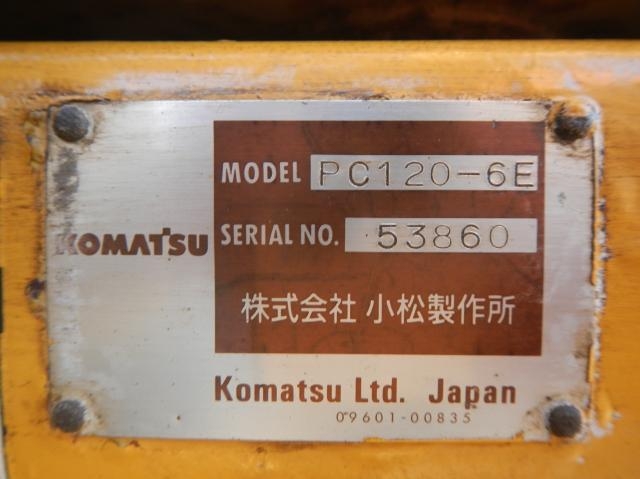 MODEL PC120-6E
KOMATSU
SERIAL NO. 53860
株式会社 小松製作所
Komatsu Ltd. Japan
09601-00835